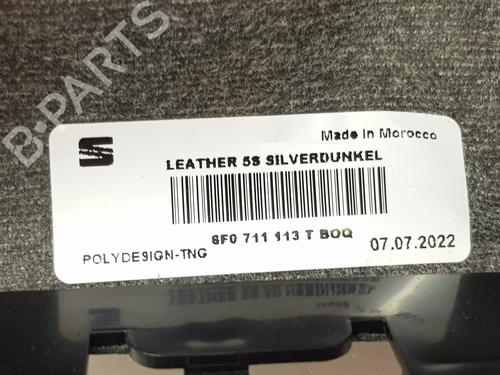 B-PARTS
Made in Morocco
LEATHER 5S SILVERDUNKEL
6F0 711 113 T BOQ
POLYDESIGN-TNG
07.07.2022